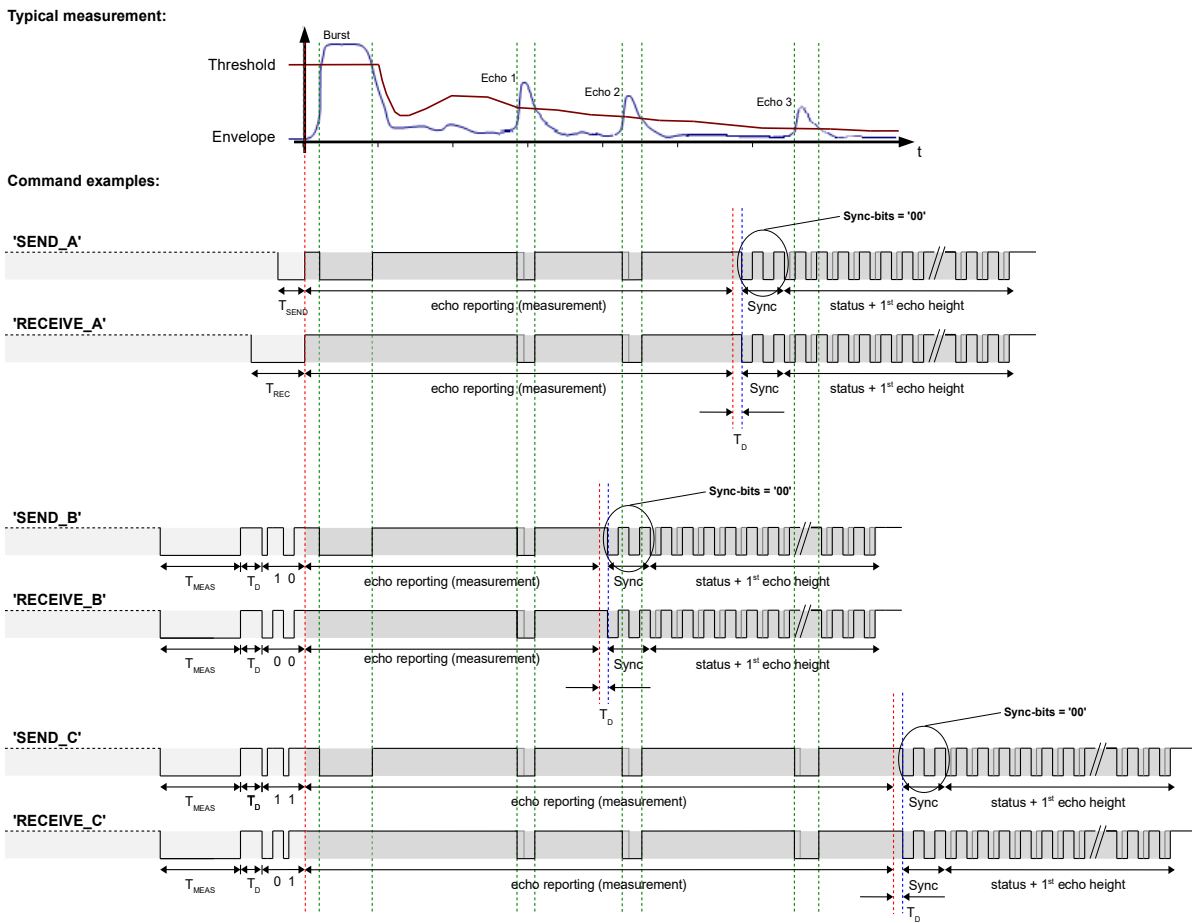 Typical measurement:
Burst
Threshold
Echo 1
Echo 2
Echo 3
Envelope
t
Command examples:
Sync-bits = '00'
'SEND_A'
T_SEND
echo reporting (measurement)
Sync
status + 1st echo height
'RECEIVE_A'
T_REC
echo reporting (measurement)
Sync
status + 1st echo height
T_D
Sync-bits = '00'
'SEND_B'
T_MEAS
T_D
1 0
echo reporting (measurement)
Sync
status + 1st echo height
'RECEIVE_B'
T_MEAS
T_D
0 0
echo reporting (measurement)
Sync
status + 1st echo height
T_D
Sync-bits = '00'
'SEND_C'
T_MEAS
T_D
1 1
echo reporting (measurement)
Sync
status + 1st echo height
'RECEIVE_C'
T_MEAS
T_D
0 1
echo reporting (measurement)
Sync
status + 1st echo height
T_D